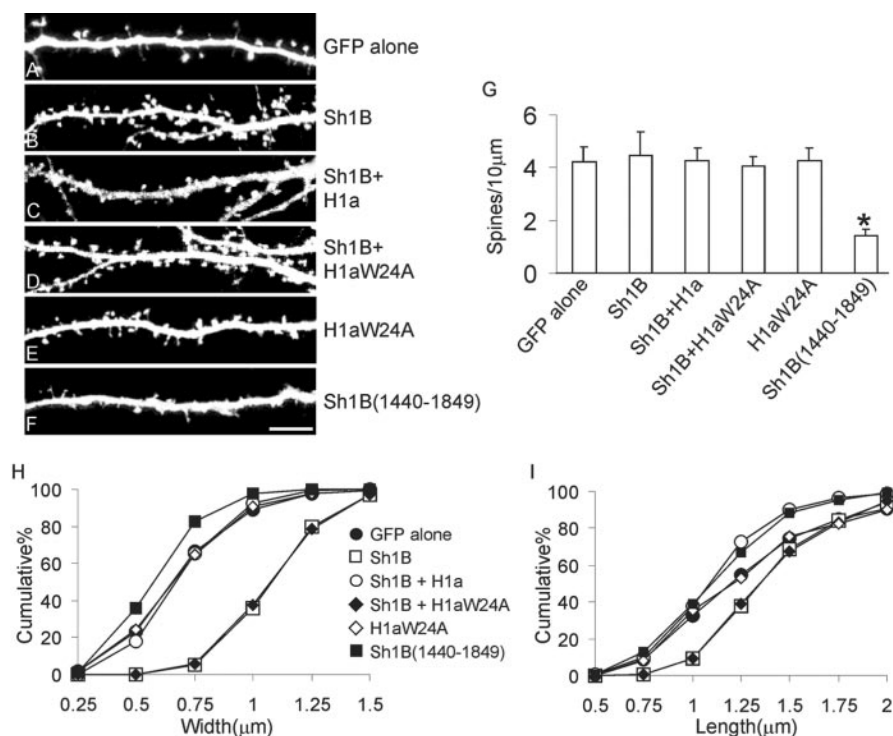 A
GFP alone
B
Sh1B
C
Sh1B+
H1a
D
Sh1B+
H1aW24A
E
H1aW24A
F
Sh1B(1440-1849)
G
Spines/10μm
6
4
2
0
*
GFP alone
Sh1B
Sh1B+H1a
Sh1B+H1aW24A
H1aW24A
Sh1B(1440-1849)
H
Cumulative%
100
80
60
40
20
0
0.25 0.5 0.75 1 1.25 1.5
Width(μm)
GFP alone
Sh1B
Sh1B + H1a
Sh1B + H1aW24A
H1aW24A
Sh1B(1440-1849)
I
Cumulative%
100
80
60
40
20
0
0.5 0.75 1 1.25 1.5 1.75 2
Length(μm)